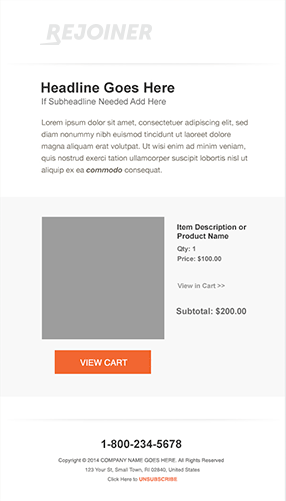 REJOINER
Headline Goes Here
If Subheadline Needed Add Here
Lorem ipsum dolor sit amet, consectetuer adipiscing elit, sed
diam nonummy nibh euismod tincidunt ut laoreet dolore
magna aliquam erat volutpat. Ut wisi enim ad minim veniam,
quis nostrud exerci tation ullamcorper suscipit lobortis nisl ut
aliquip ex ea commodo consequat.
Item Description or
Product Name
Qty: 1
Price: $100.00
View in Cart >>
Subtotal: $200.00
VIEW CART
1-800-234-5678
Copyright © 2014 COMPANY NAME GOES HERE. All Rights Reserved
123 Your St, Small Town, RI 02840, United States
Click Here to UNSUBSCRIBE